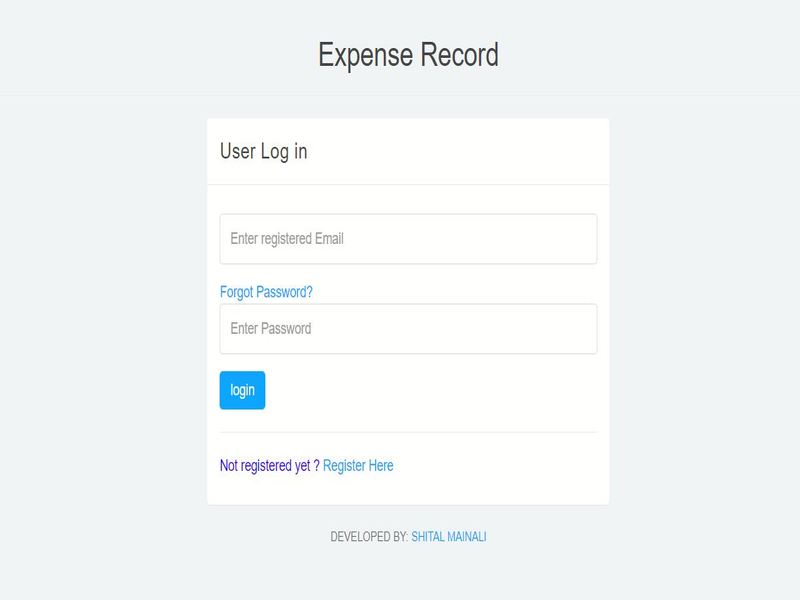 Expense Record
User Log in
Enter registered Email
Forgot Password?
Enter Password
login
Not registered yet ? Register Here
DEVELOPED BY: SHITAL MAINALI